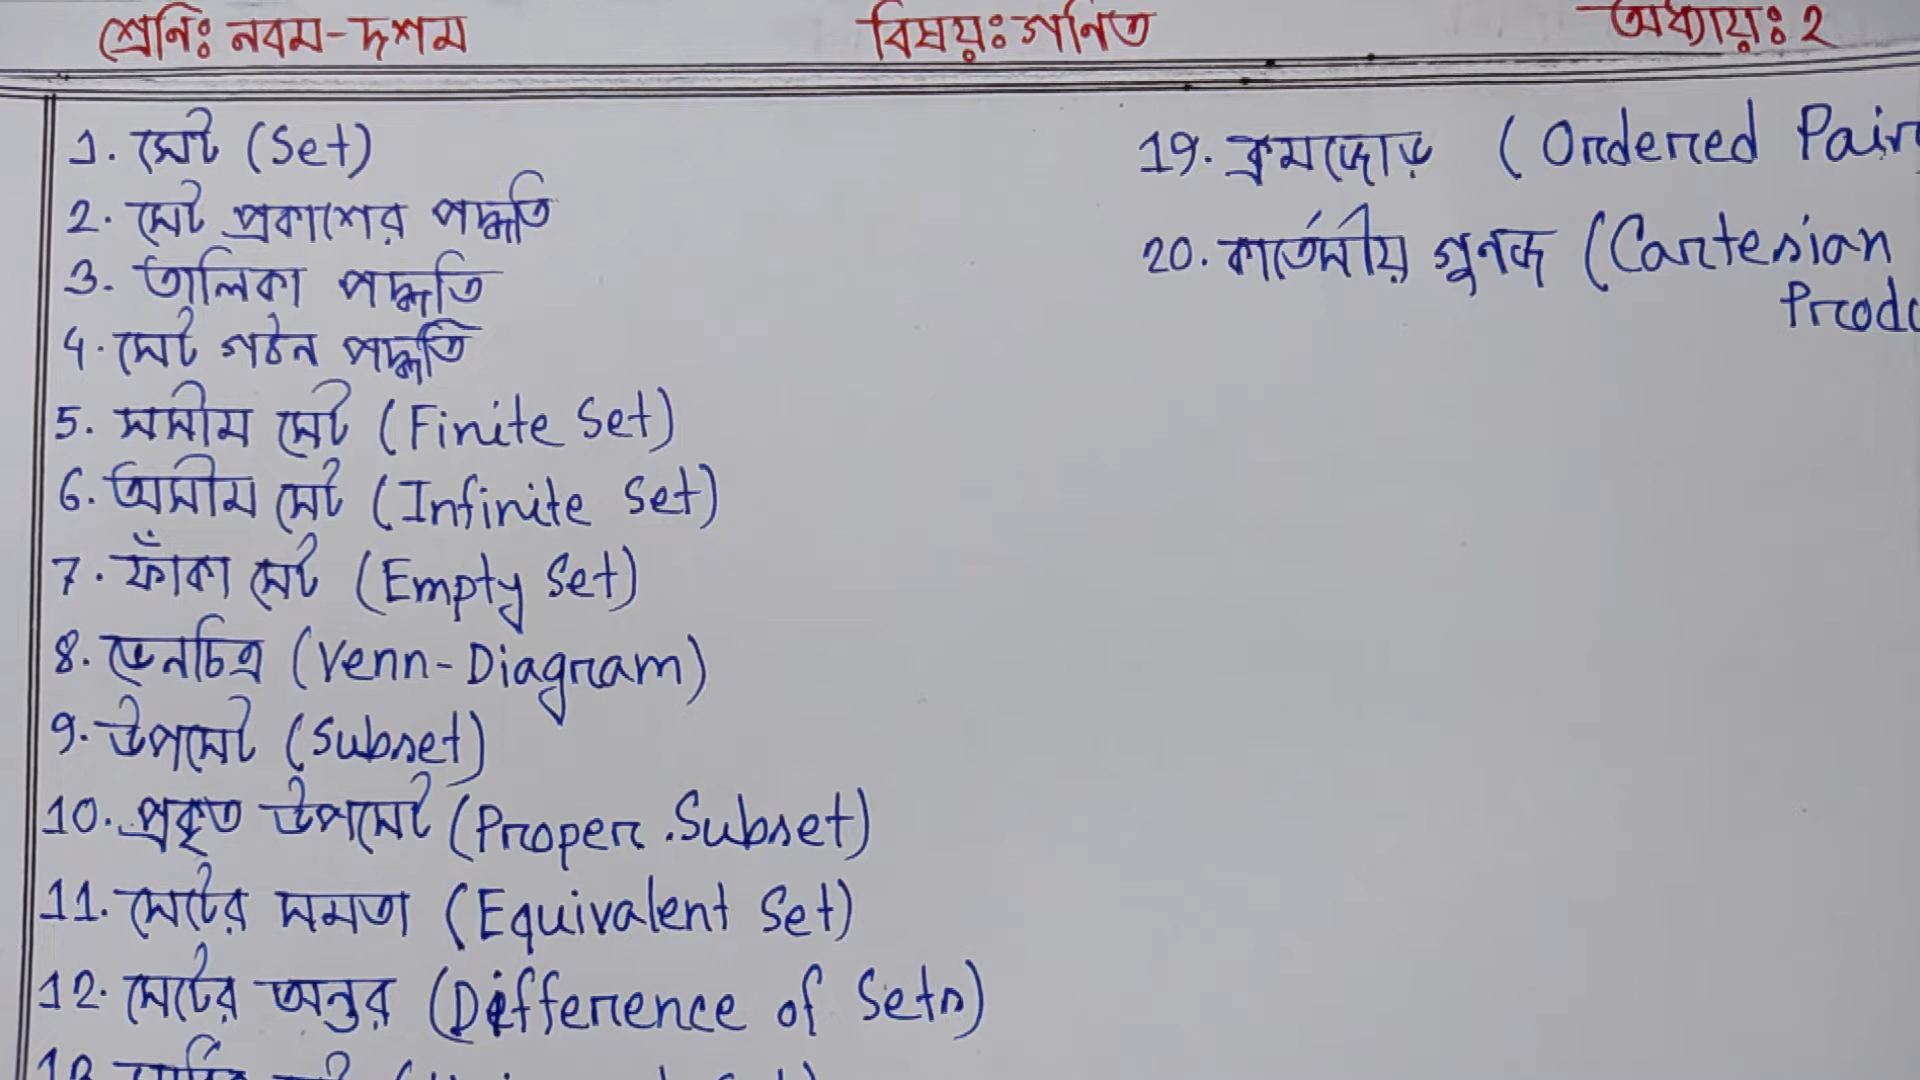 শ্রেনিঃ নবম-দশম
বিষয়ঃ গনিত
অধ্যায়ঃ ২
1. সেট (Set)
2. সেট প্রকাশের পদ্ধতি
3. তালিকা পদ্ধতি
4. সেট গঠন পদ্ধতি
5. সসীম সেট (Finite Set)
6. অসীম সেট (Infinite Set)
7. ফাঁকা সেট (Empty Set)
8. ভেনচিত্র (Venn-Diagram)
9. উপসেট (Subset)
10. প্রকৃত উপসেট (Proper Subset)
11. সেটের সমতা (Equivalent Set)
12. সেটের অন্তর (Difference of Sets)
19. ক্রমজোড় (Ordered Pair
20. কার্তেসীয় গুনজ (Cartesian